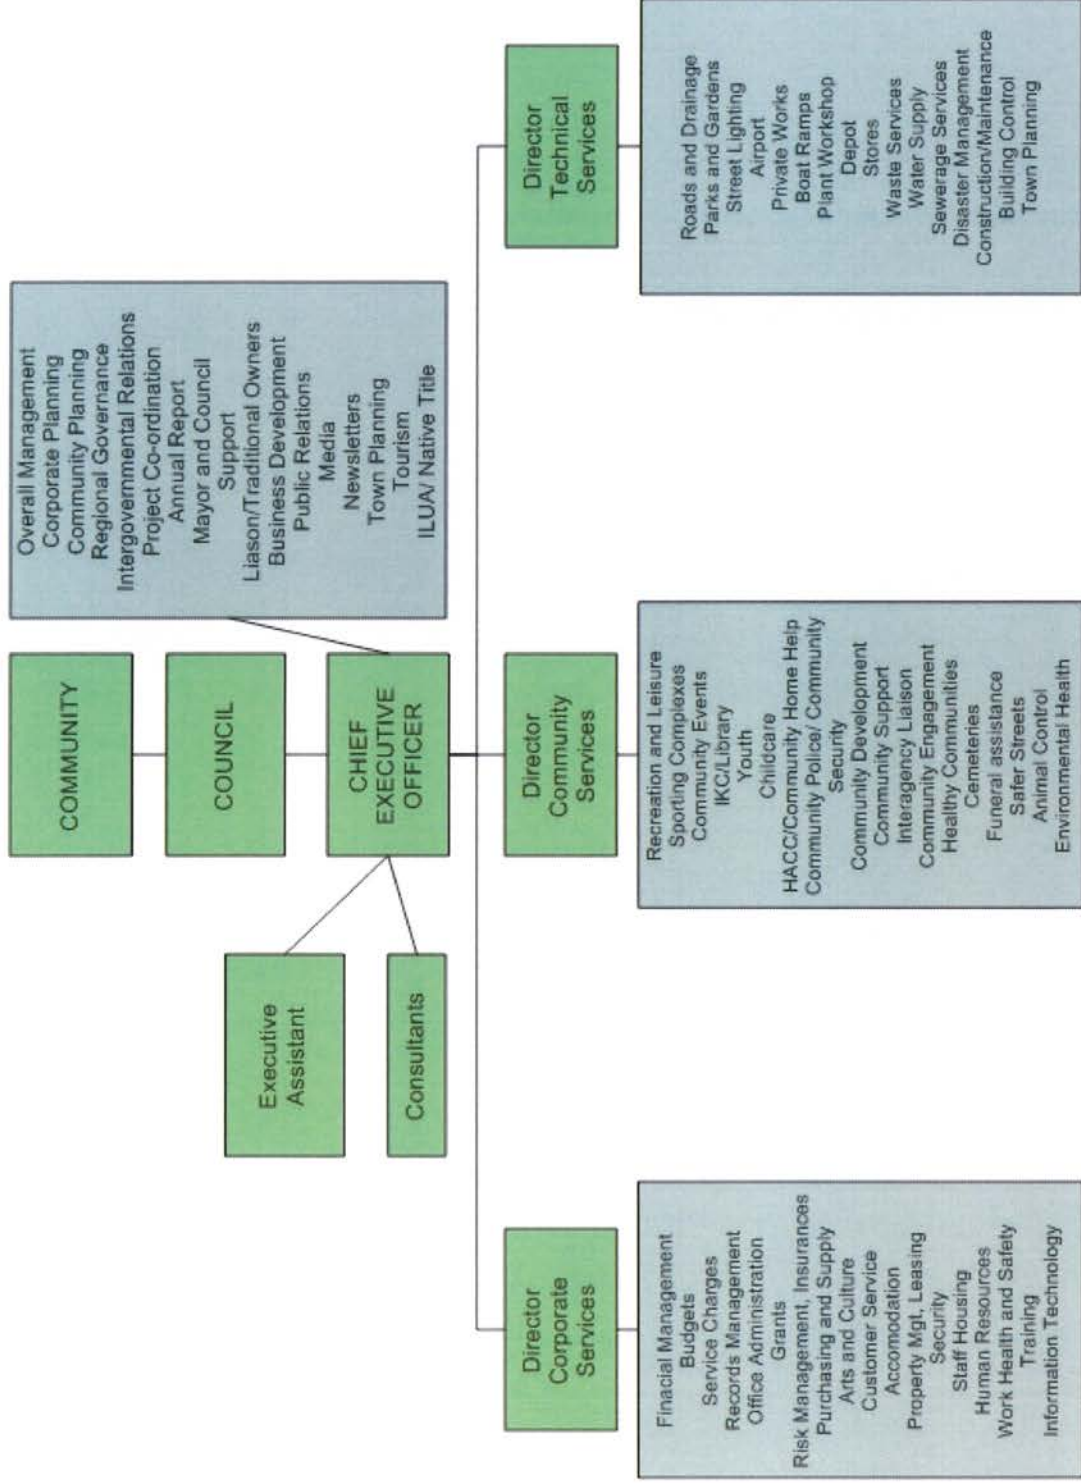 COMMUNITY
COUNCIL
CHIEF
EXECUTIVE
OFFICER
Overall Management
Corporate Planning
Community Planning
Regional Governance
Intergovernmental Relations
Project Co-ordination
Annual Report
Mayor and Council
Support
Liason/Traditional Owners
Business Development
Public Relations
Media
Newsletters
Town Planning
Tourism
ILUA/ Native Title
Executive
Assistant
Consultants
Director
Corporate
Services
Finacial Management
Budgets
Service Charges
Records Management
Office Administration
Grants
Risk Management, Insurances
Purchasing and Supply
Arts and Culture
Customer Service
Accomodation
Property Mgt, Leasing
Security
Staff Housing
Human Resources
Work Health and Safety
Training
Information Technology
Director
Community
Services
Recreation and Leisure
Sporting Complexes
Community Events
IKC/Library
Youth
Childcare
HACC/Community Home Help
Community Police/ Community
Security
Community Development
Community Support
Interagency Liaison
Community Engagement
Healthy Communities
Cemeteries
Funeral assistance
Safer Streets
Animal Control
Environmental Health
Director
Technical
Services
Roads and Drainage
Parks and Gardens
Street Lighting
Airport
Private Works
Boat Ramps
Plant Workshop
Depot
Stores
Waste Services
Water Supply
Sewerage Services
Disaster Management
Construction/Maintenance
Building Control
Town Planning